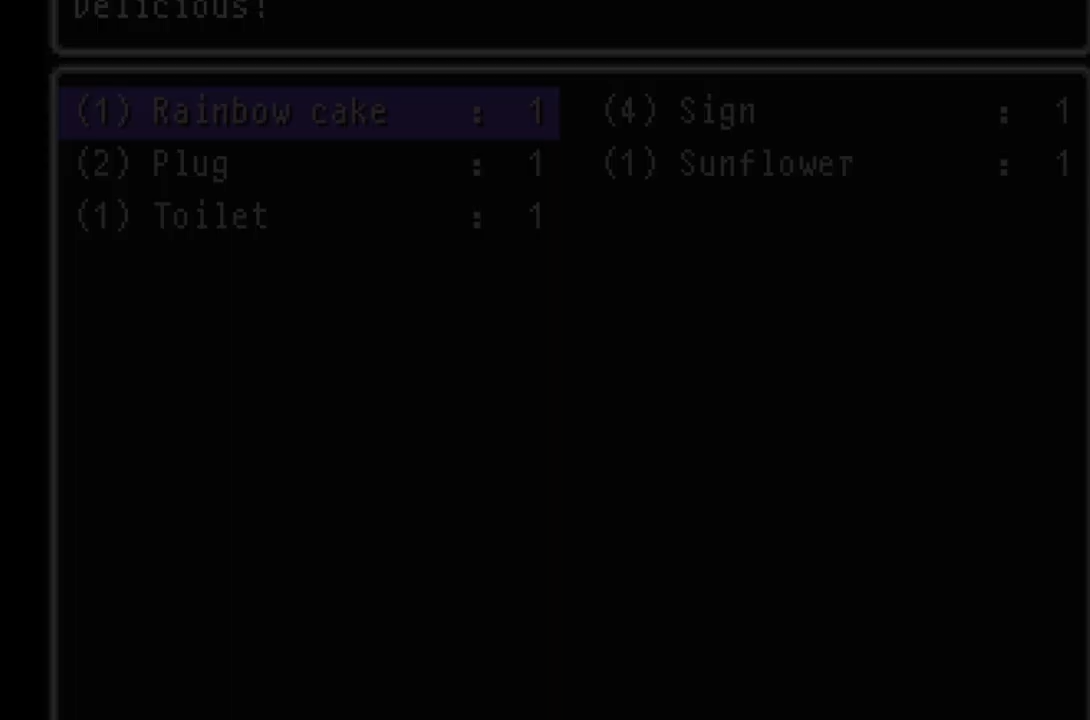 Delicious!
(1) Rainbow cake : 1 (4) Sign : 1
(2) Plug : 1 (1) Sunflower : 1
(1) Toilet : 1